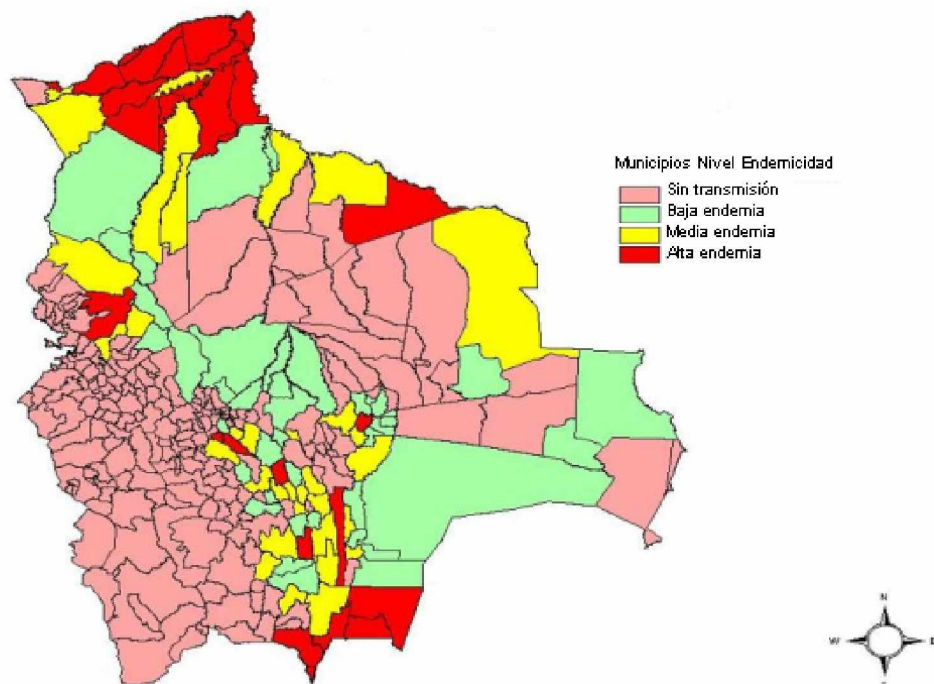 Municipios Nivel Endemicidad
Sin transmisión
Baja endemia
Media endemia
Alta endemia
N
W